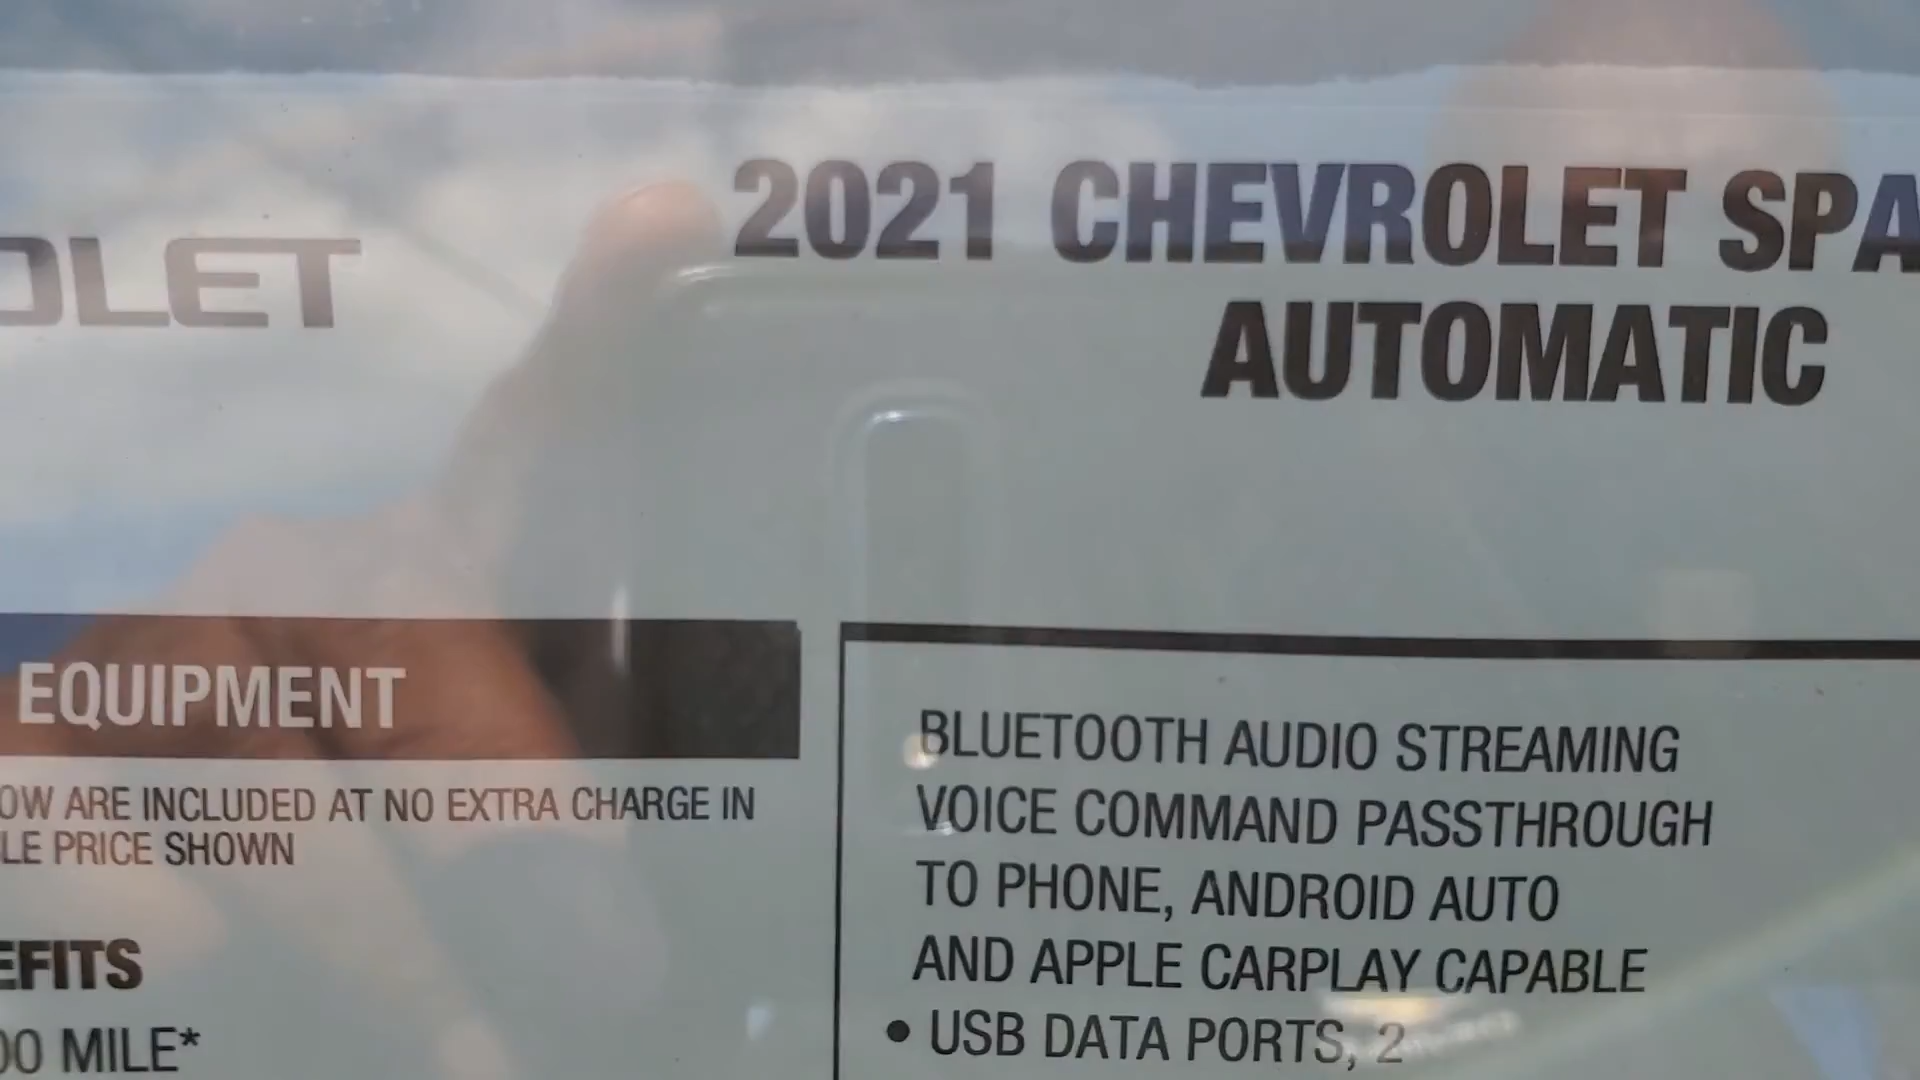 2021 CHEVROLET SPA
OLET
AUTOMATIC
EQUIPMENT
OW ARE INCLUDED AT NO EXTRA CHARGE IN
LE PRICE SHOWN
EFITS
00 MILE*
BLUETOOTH AUDIO STREAMING
VOICE COMMAND PASSTHROUGH
TO PHONE, ANDROID AUTO
AND APPLE CARPLAY CAPABLE
• USB DATA PORTS, 2